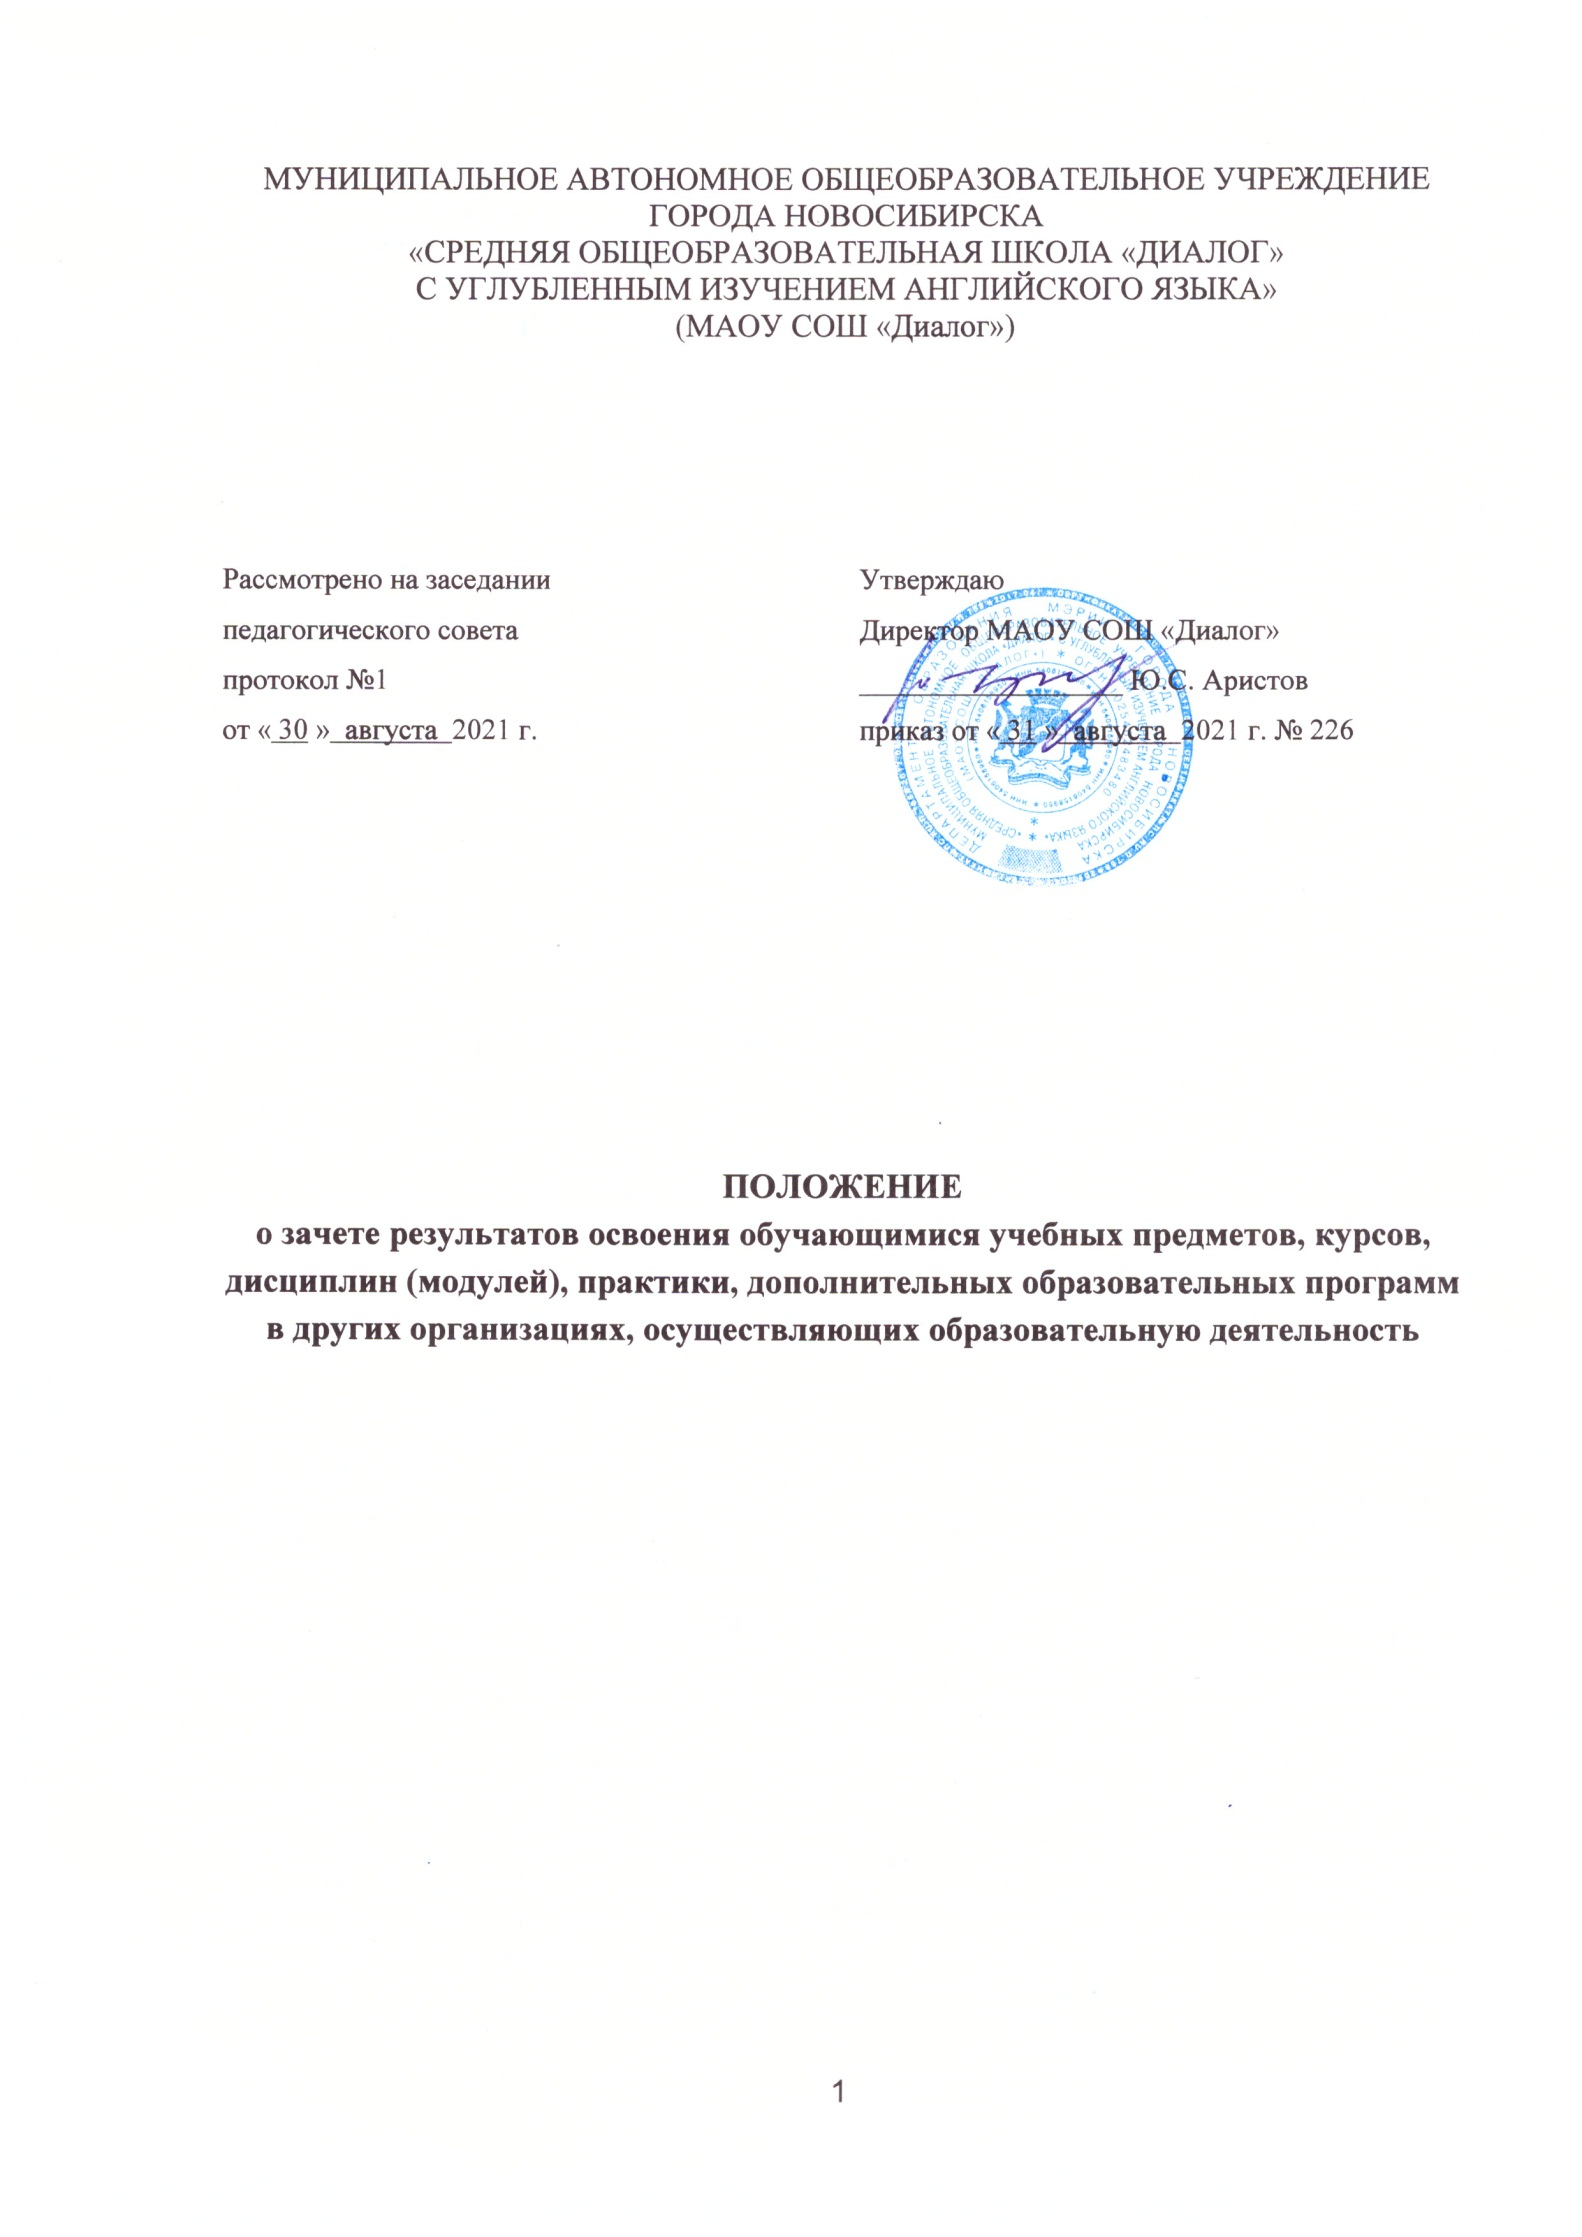 МУНИЦИПАЛЬНОЕ АВТОНОМНОЕ ОБЩЕОБРАЗОВАТЕЛЬНОЕ УЧРЕЖДЕНИЕ
ГОРОДА НОВОСИБИРСКА
«СРЕДНЯЯ ОБЩЕОБРАЗОВАТЕЛЬНАЯ ШКОЛА «ДИАЛОГ»
С УГЛУБЛЕННЫМ ИЗУЧЕНИЕМ АНГЛИЙСКОГО ЯЗЫКА»
(МАОУ СОШ «Диалог»)
Рассмотрено на заседании
педагогического совета
протокол №1
от « 30 » августа 2021 г.
Утверждаю
Директор МАОУ СОШ «Диалог»
Ю.С. Аристов
приказ от « 31 » августа 2021 г. № 226
ПОЛОЖЕНИЕ
о зачете результатов освоения обучающимися учебных предметов, курсов,
дисциплин (модулей), практики, дополнительных образовательных программ
в других организациях, осуществляющих образовательную деятельность
1